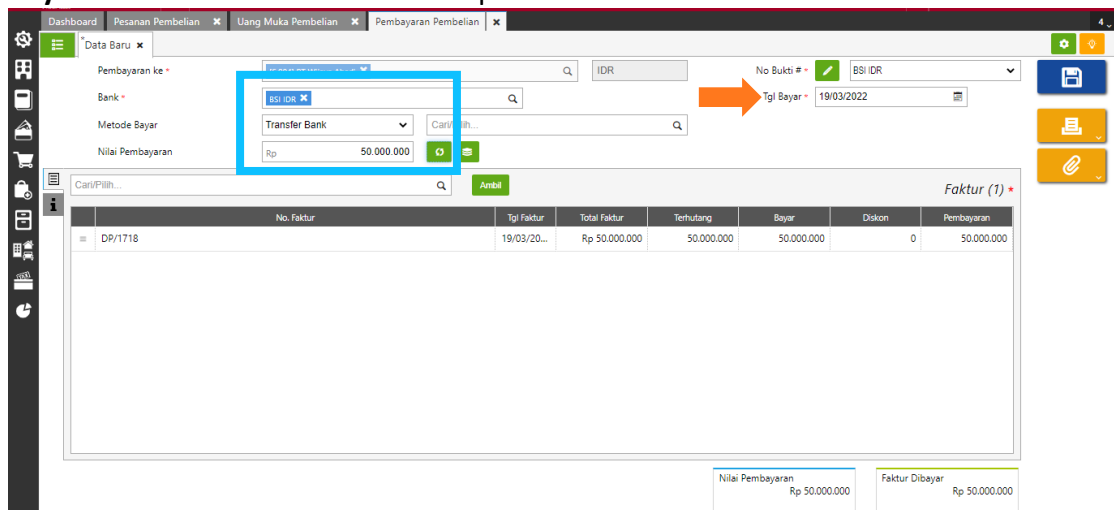 Dashboard Pesanan Pembelian Uang Muka Pembelian Pembayaran Pembelian 4
*Data Baru
Pembayaran ke * IDR No Bukti # * BSI IDR
Bank * BSI IDR Tgl Bayar * 19/03/2022
Metode Bayar Transfer Bank Cari/Pilih...
Nilai Pembayaran Rp 50.000.000
Cari/Pilih... Ambil Faktur (1) *
No. Faktur Tgl Faktur Total Faktur Terhutang Bayar Diskon Pembayaran
DP/1718 19/03/20... Rp 50.000.000 50.000.000 50.000.000 0 50.000.000
Nilai Pembayaran Faktur Dibayar
Rp 50.000.000 Rp 50.000.000